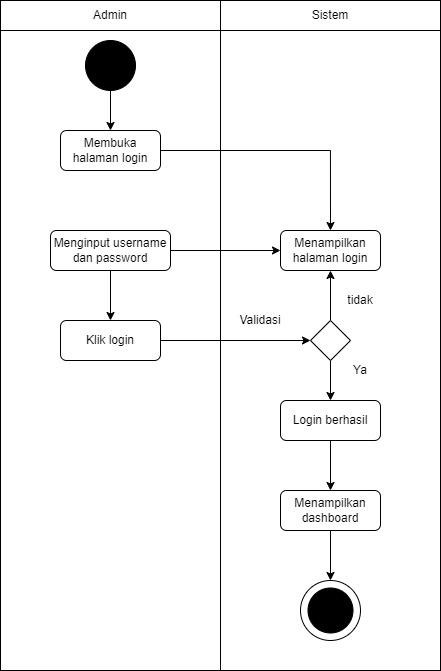 Admin
Sistem
Membuka
halaman login
Menginput username
dan password
Menampilkan
halaman login
tidak
Validasi
Klik login
Ya
Login berhasil
Menampilkan
dashboard